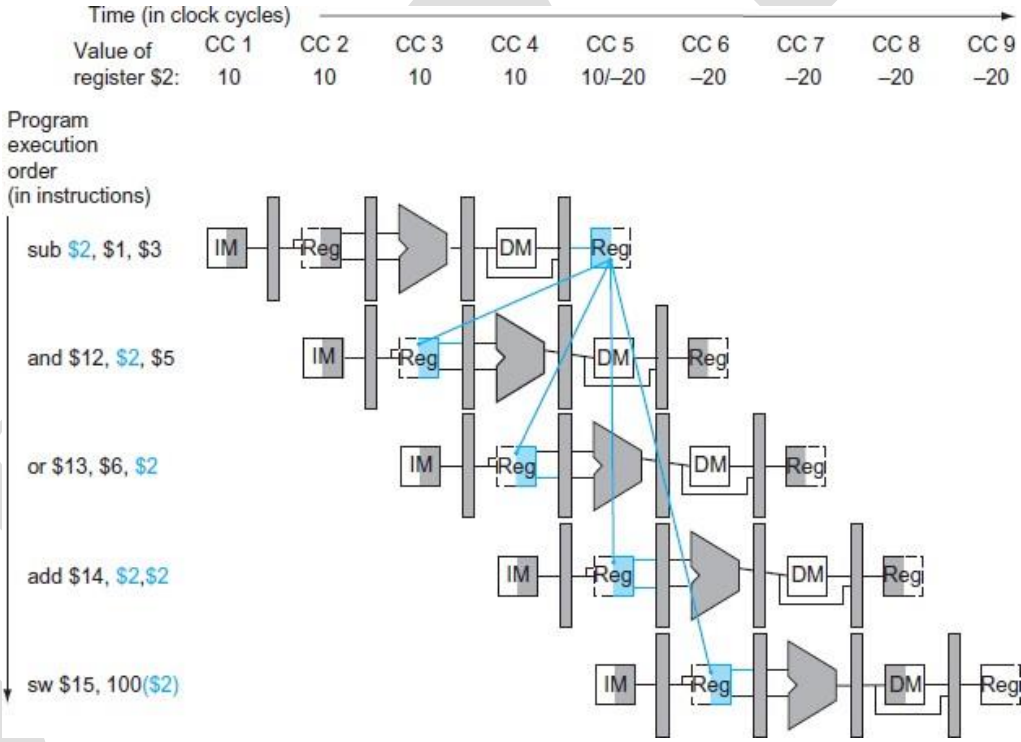 Time (in clock cycles)
Value of register $2:
CC 1 CC 2 CC 3 CC 4 CC 5 CC 6 CC 7 CC 8 CC 9
10 10 10 10 10/–20 –20 –20 –20 –20
Program
execution
order
(in instructions)
sub $2, $1, $3
IM Reg DM Reg
and $12, $2, $5
IM Reg DM Reg
or $13, $6, $2
IM Reg DM Reg
add $14, $2,$2
IM Reg DM Reg
sw $15, 100($2)
IM Reg DM Reg